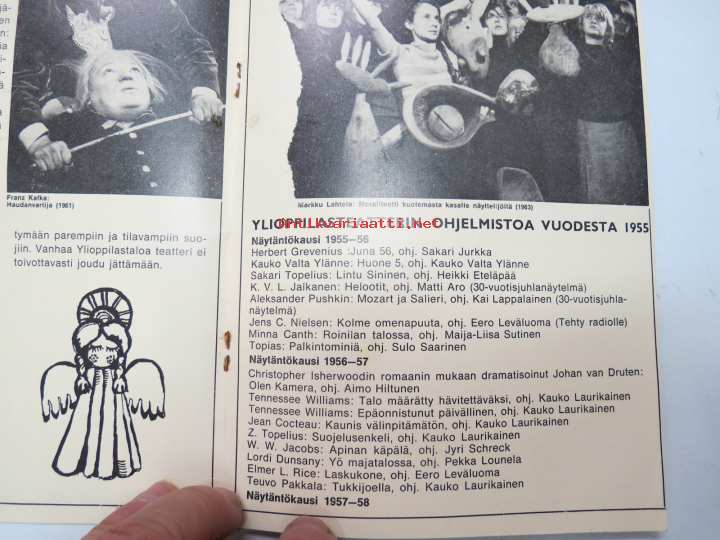 Franz Kafka:
Haudanvartija (1961)
tymään parempiin ja tilavampiin suo-
jiin. Vanhaa Ylioppilastaloa teatteri ei
toivottavasti joudu jättämään.
Markku Lahtela: kuolemasta kasalle näyttelijöitä (1963)
YLIOPPILASTEATTERIN OHJELMISTOA VUODESTA 1955
Näytäntökausi 1955—56
Herbert Grevenius :Juna 56, ohj. Sakari Jurkka
Kauko Valta Ylänne: Huone 5, ohj. Kauko Valta Ylänne
Sakari Topelius: Lintu Sininen, ohj. Heikki Eteläpää
K. V. L. Jalkanen: Helootit, ohj. Matti Aro (30-vuotisjuhlanäytelmä)
Aleksander Pushkin: Mozart ja Salieri, ohj. Kai Lappalainen (30-vuotisjuhla-
näytelmä)
Jens C. Nielsen: Kolme omenapuuta, ohj. Eero Leväluoma (Tehty radiolle)
Minna Canth: Roinilan talossa, ohj. Maija-Liisa Sutinen
Topias: Palkintominiä, ohj. Sulo Saarinen
Näytäntökausi 1956—57
Christopher Isherwoodin romaanin mukaan dramatisoinut Johan van Druten:
Olen Kamera, ohj. Aimo Hiltunen
Tennessee Williams: Talo määrätty hävitettäväksi, ohj. Kauko Laurikainen
Tennessee Williams: Epäonnistunut päivällinen, ohj. Kauko Laurikainen
Jean Cocteau: Kaunis välinpitämätön, ohj. Kauko Laurikainen
Z. Topelius: Suojelusenkeli, ohj. Kauko Laurikainen
W. W. Jacobs: Apinan käpälä, ohj. Jyri Schreck
Lordi Dunsany: Yö majatalossa, ohj. Pekka Lounela
Elmer L. Rice: Laskukone, ohj. Eero Leväluoma
Teuvo Pakkala: Tukkijoella, ohj. Kauko Laurikainen
Näytäntökausi 1957—58